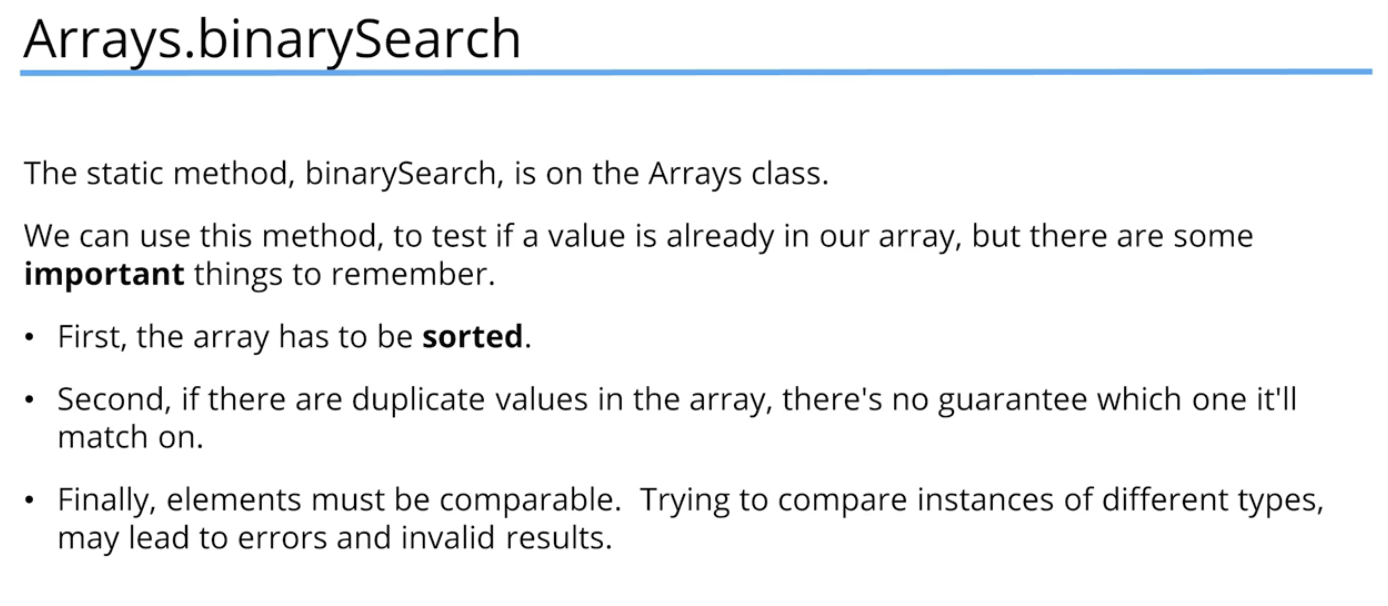 Arrays.binarySearch
The static method, binarySearch, is on the Arrays class.
We can use this method, to test if a value is already in our array, but there are some
important things to remember.
• First, the array has to be sorted.
• Second, if there are duplicate values in the array, there's no guarantee which one it'll
match on.
• Finally, elements must be comparable.  Trying to compare instances of different types,
may lead to errors and invalid results.